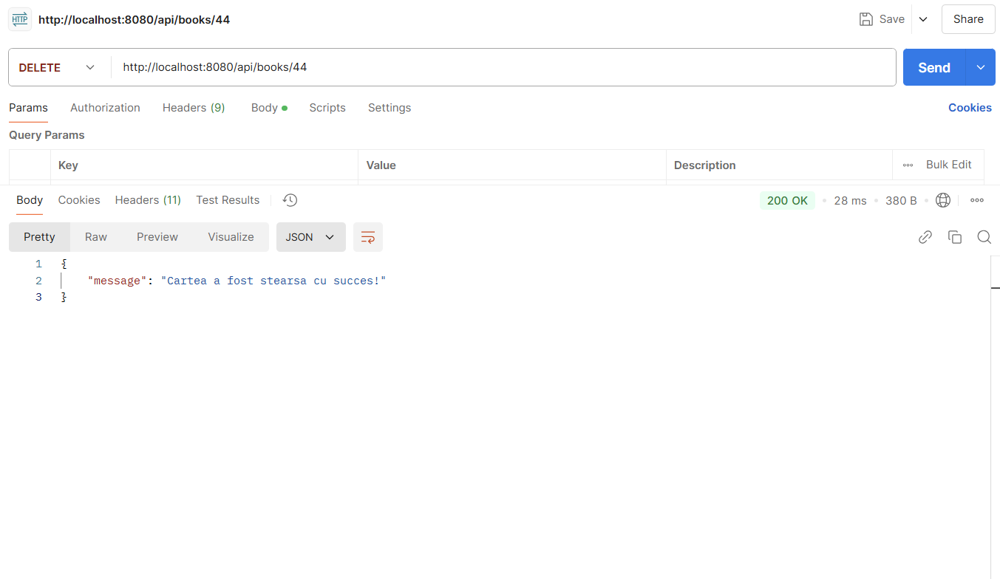 HTTP http://localhost:8080/api/books/44 Save Share
DELETE http://localhost:8080/api/books/44 Send
Params Authorization Headers (9) Body Scripts Settings Cookies
Query Params
Key Value Description Bulk Edit
Body Cookies Headers (11) Test Results 200 OK 28 ms 380 B
Pretty Raw Preview Visualize JSON
1 {
2 "message": "Cartea a fost stearsa cu succes!"
3 }